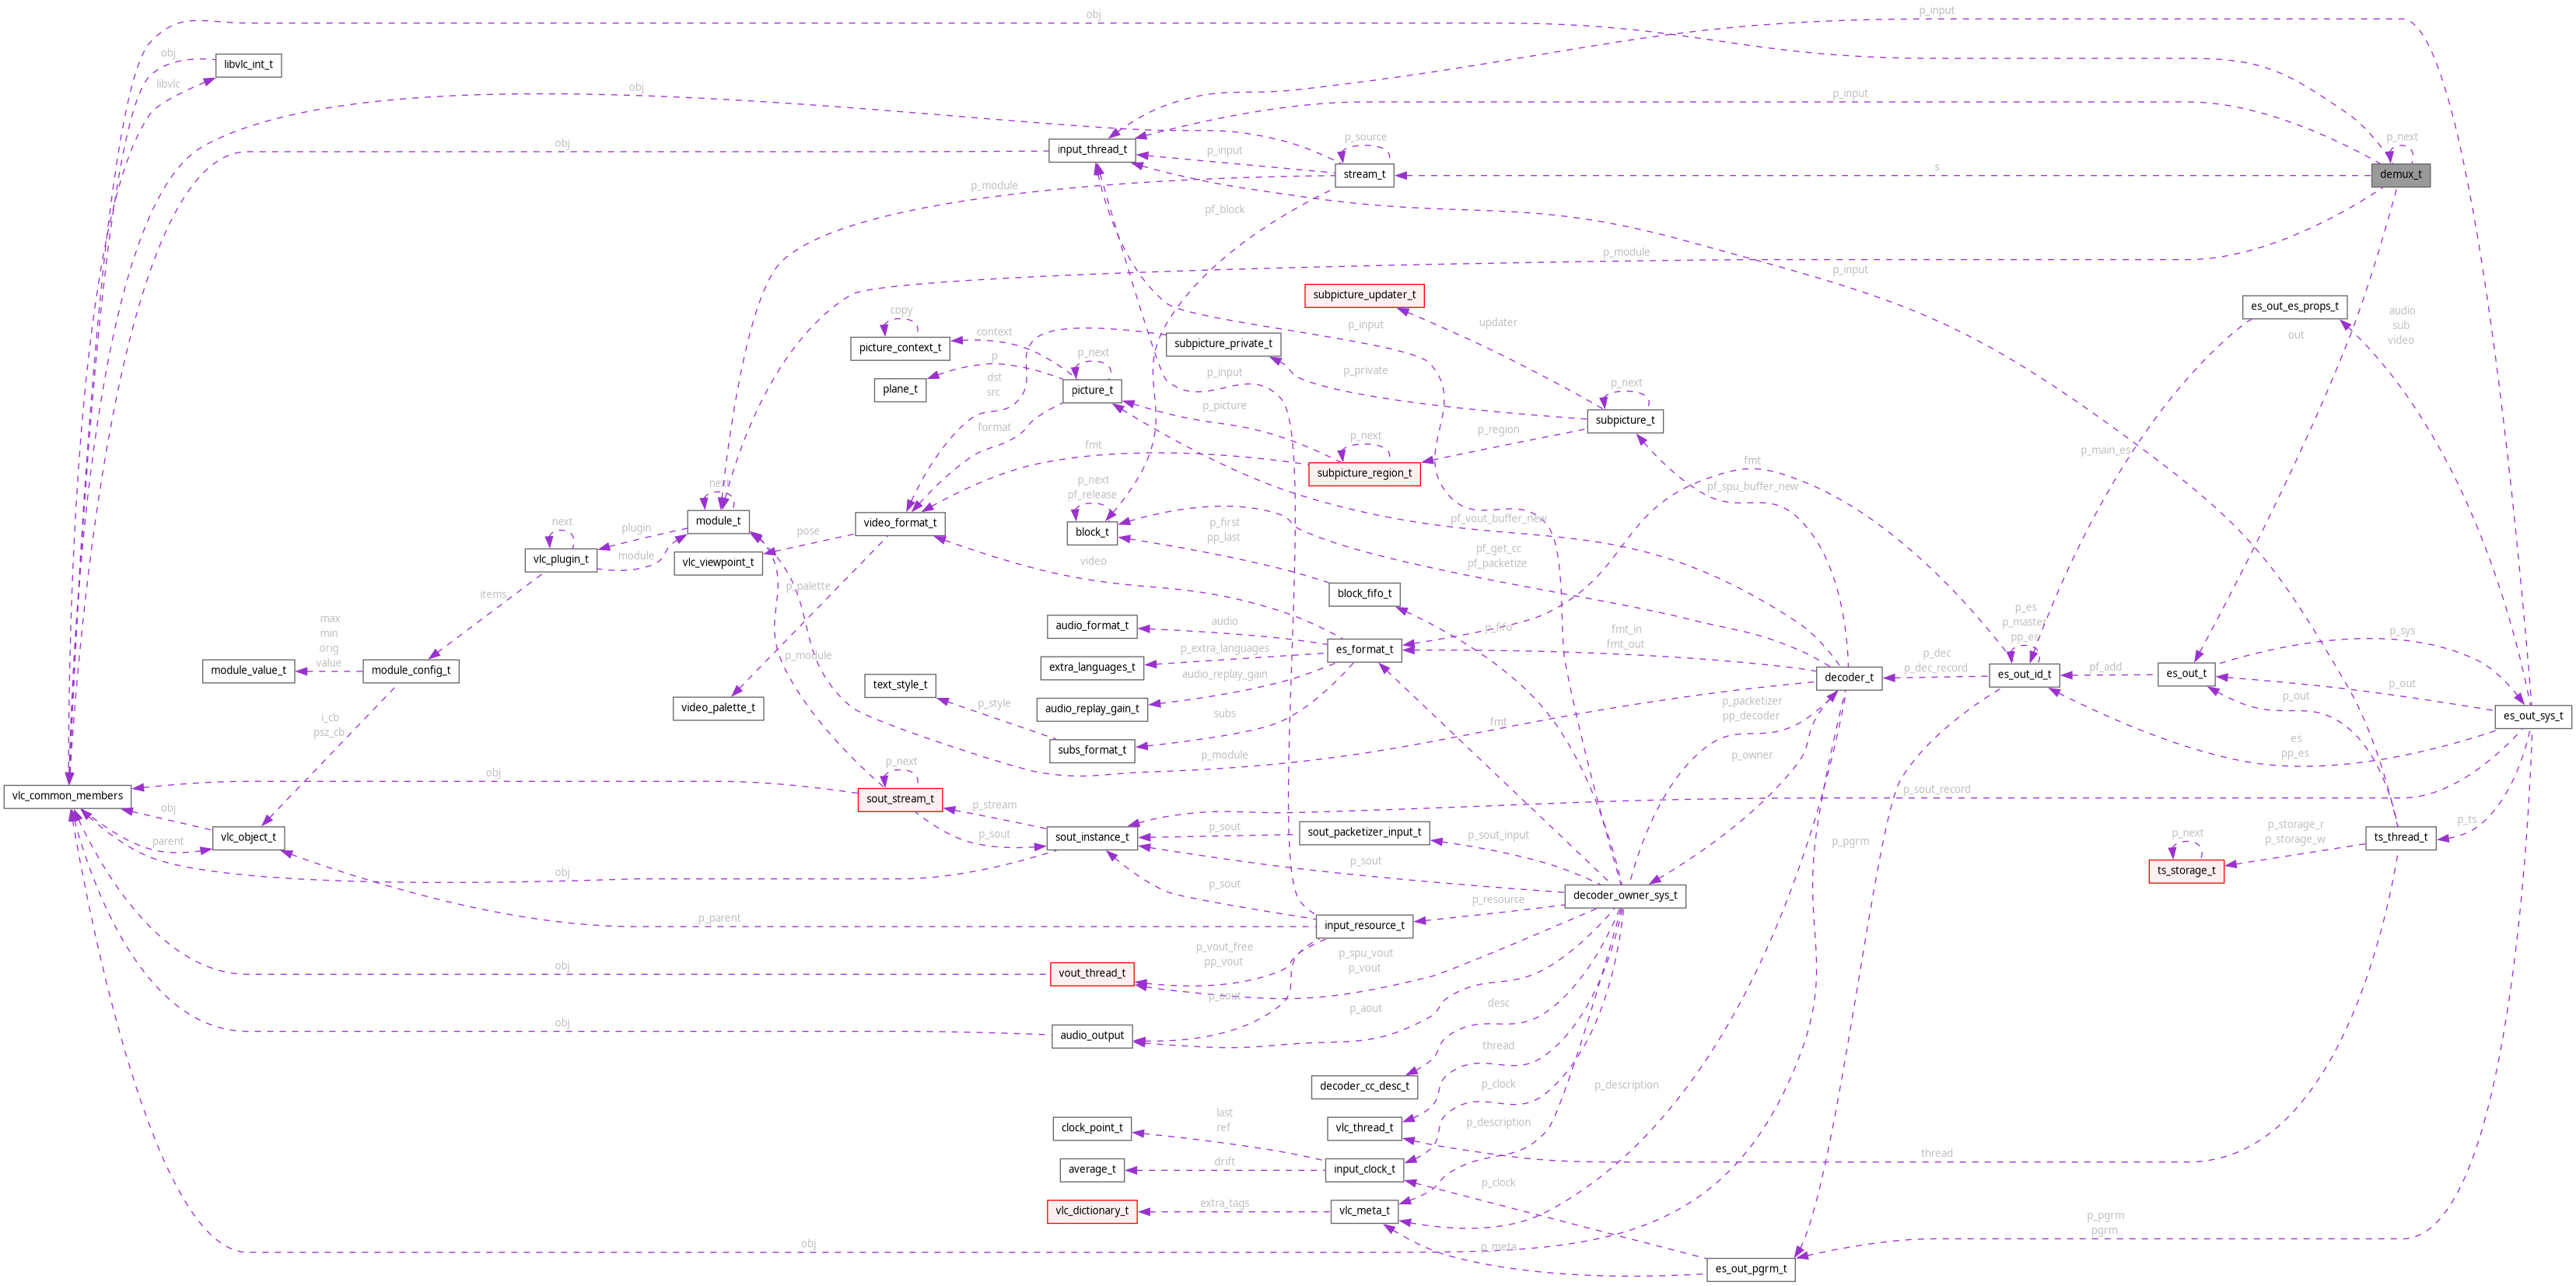 obj
p_input
obj
libvlc_int_t
libvlc
obj
p_input
obj
input_thread_t
p_input
p_source
stream_t
s
p_next
demux_t
p_module
pf_block
p_module
p_input
subpicture_updater_t
es_out_es_props_t
copy
context
picture_context_t
p
plane_t
p_next
picture_t
subpicture_private_t
p_input
updater
out
audio
sub
video
dst
src
p_input
p_private
p_next
subpicture_t
format
p_picture
p_region
p_main_es
fmt
p_next
subpicture_region_t
fmt
pf_spu_buffer_new
next
module_t
p_next
pf_release
block_t
video_format_t
pf_vout_buffer_new
next
vlc_plugin_t
plugin
module
pose
vlc_viewpoint_t
p_first
pp_last
pf_get_cc
pf_packetize
video
items
p_palette
block_fifo_t
max
min
orig
value
module_value_t
module_config_t
p_module
audio_format_t
audio
p_fifo
fmt_in
fmt_out
p_es
p_master
pp_es
p_sys
extra_languages_t
p_extra_languages
es_format_t
audio_replay_gain
p_dec
p_dec_record
es_out_id_t
pf_add
es_out_t
decoder_t
text_style_t
p_style
audio_replay_gain_t
video_palette_t
p_out
p_out
es_out_sys_t
i_cb
psz_cb
subs
subs_format_t
fmt
p_packetizer
pp_decoder
es
pp_es
p_module
p_owner
vlc_common_members
obj
p_next
sout_stream_t
p_sout_record
obj
vlc_object_t
parent
p_stream
p_sout
sout_instance_t
p_sout
sout_packetizer_input_t
p_sout_input
p_pgrm
p_ts
ts_thread_t
p_storage_r
p_storage_w
p_next
ts_storage_t
obj
p_sout
p_sout
decoder_owner_sys_t
p_parent
input_resource_t
p_resource
p_vout_free
pp_vout
p_spu_vout
p_vout
obj
vout_thread_t
p_aout
p_aout
desc
obj
audio_output
thread
decoder_cc_desc_t
p_clock
p_description
last
ref
clock_point_t
vlc_thread_t
p_description
average_t
drift
input_clock_t
thread
p_clock
vlc_dictionary_t
extra_tags
vlc_meta_t
p_pgrm
pgrm
obj
p_meta
es_out_pgrm_t